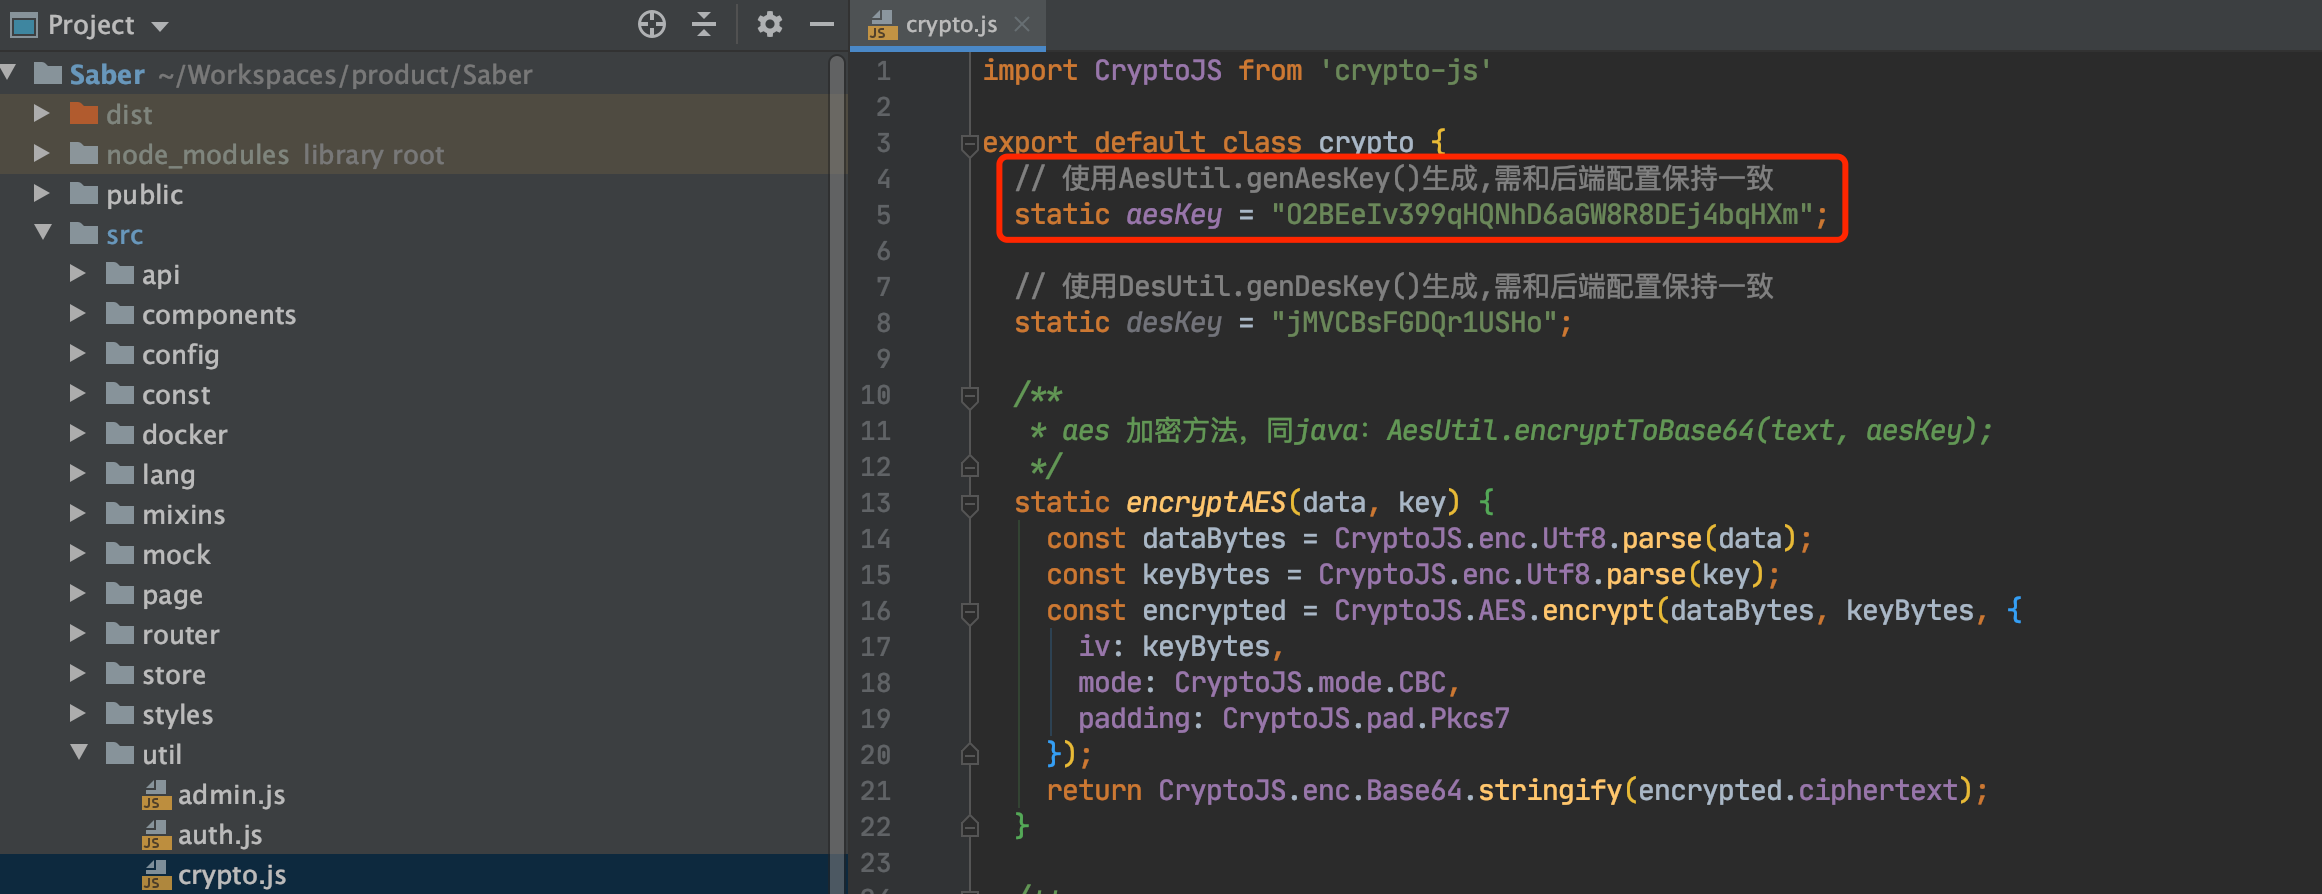 Project
Saber ~/Workspaces/product/Saber
dist
node_modules library root
public
src
api
components
config
const
docker
lang
mixins
mock
page
router
store
styles
util
JS admin.js
JS auth.js
JS crypto.js
JS crypto.js
1 import CryptoJS from 'crypto-js'
2
3 export default class crypto {
4 // 使用AesUtil.genAesKey()生成,需和后端配置保持一致
5 static aesKey = "O2BEeIv399qHQNhD6aGW8R8DEj4bqHXm";
6
7 // 使用DesUtil.genDesKey()生成,需和后端配置保持一致
8 static desKey = "jMVCBsFGDQr1USHo";
9
10 /**
11 * aes 加密方法，同java：AesUtil.encryptToBase64(text, aesKey);
12 */
13 static encryptAES(data, key) {
14 const dataBytes = CryptoJS.enc.Utf8.parse(data);
15 const keyBytes = CryptoJS.enc.Utf8.parse(key);
16 const encrypted = CryptoJS.AES.encrypt(dataBytes, keyBytes, {
17 iv: keyBytes,
18 mode: CryptoJS.mode.CBC,
19 padding: CryptoJS.pad.Pkcs7
20 });
21 return CryptoJS.enc.Base64.stringify(encrypted.ciphertext);
22 }
23